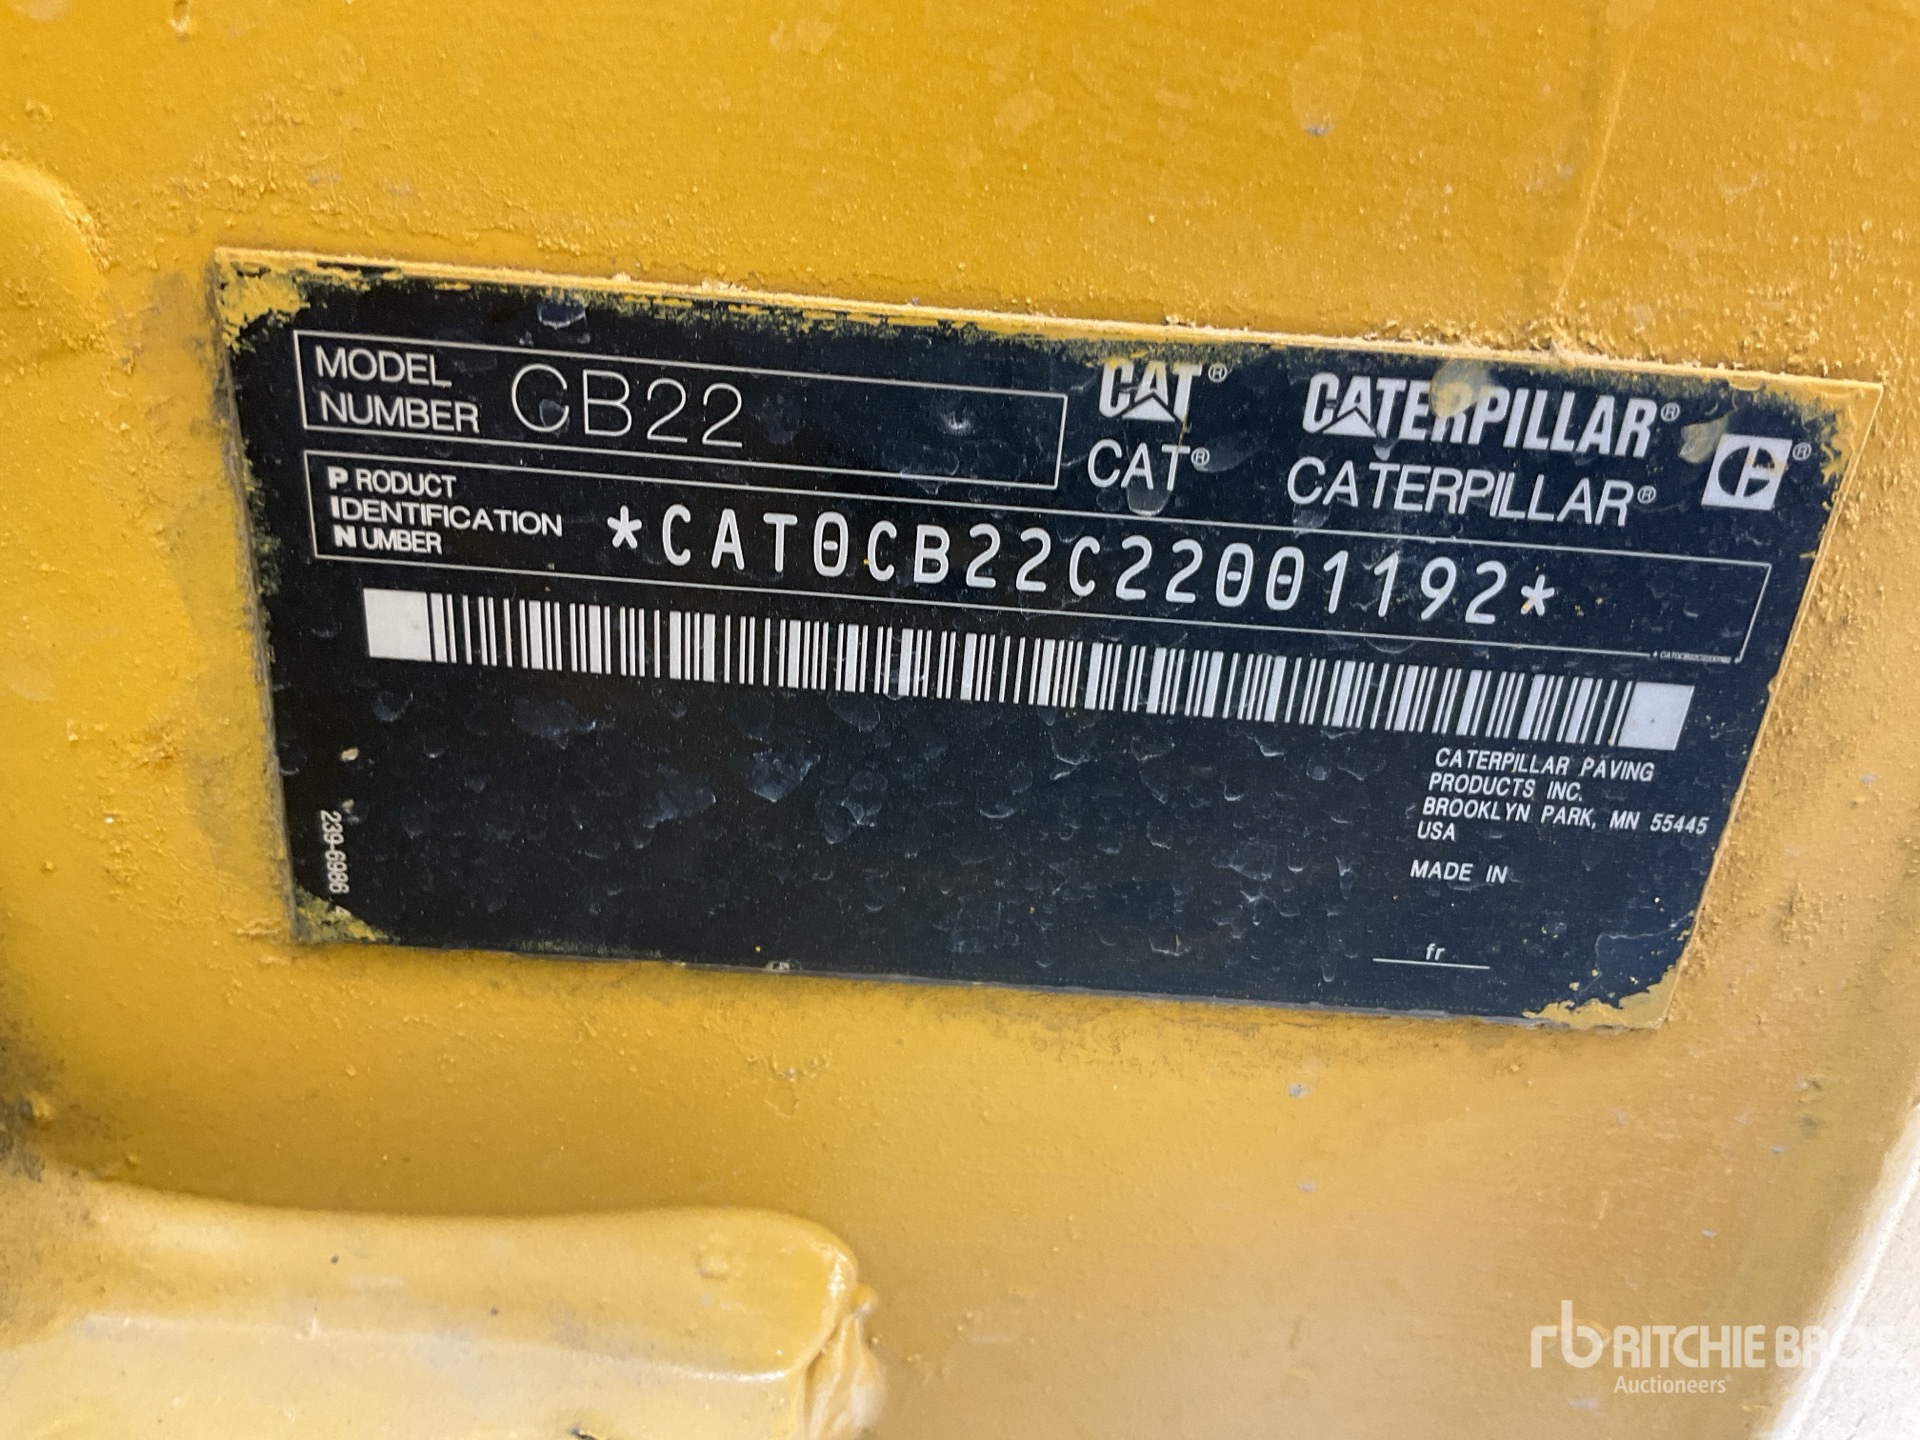 MODEL
NUMBER CB22
CAT® CATERPILLAR®
CAT® CATERPILLAR®
PRODUCT
IDENTIFICATION
NUMBER
*CAT0CB22C22001192*
CATERPILLAR PAVING
PRODUCTS INC.
BROOKLYN PARK, MN 55445
USA
MADE IN
fr
239-6986
rb RITCHIE BROS
Auctioneers